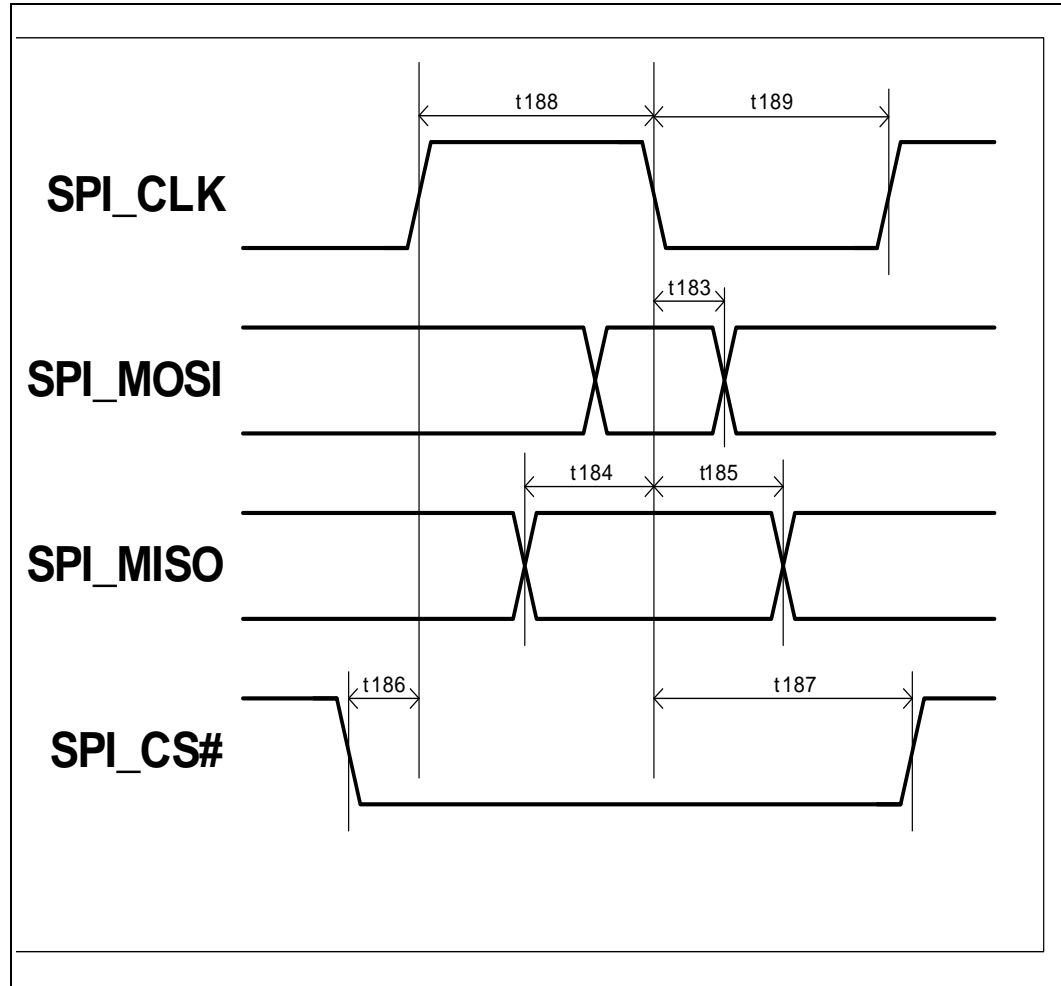 t188 t189
SPI_CLK
t183
SPI_MOSI
t184 t185
SPI_MISO
t186 t187
SPI_CS#